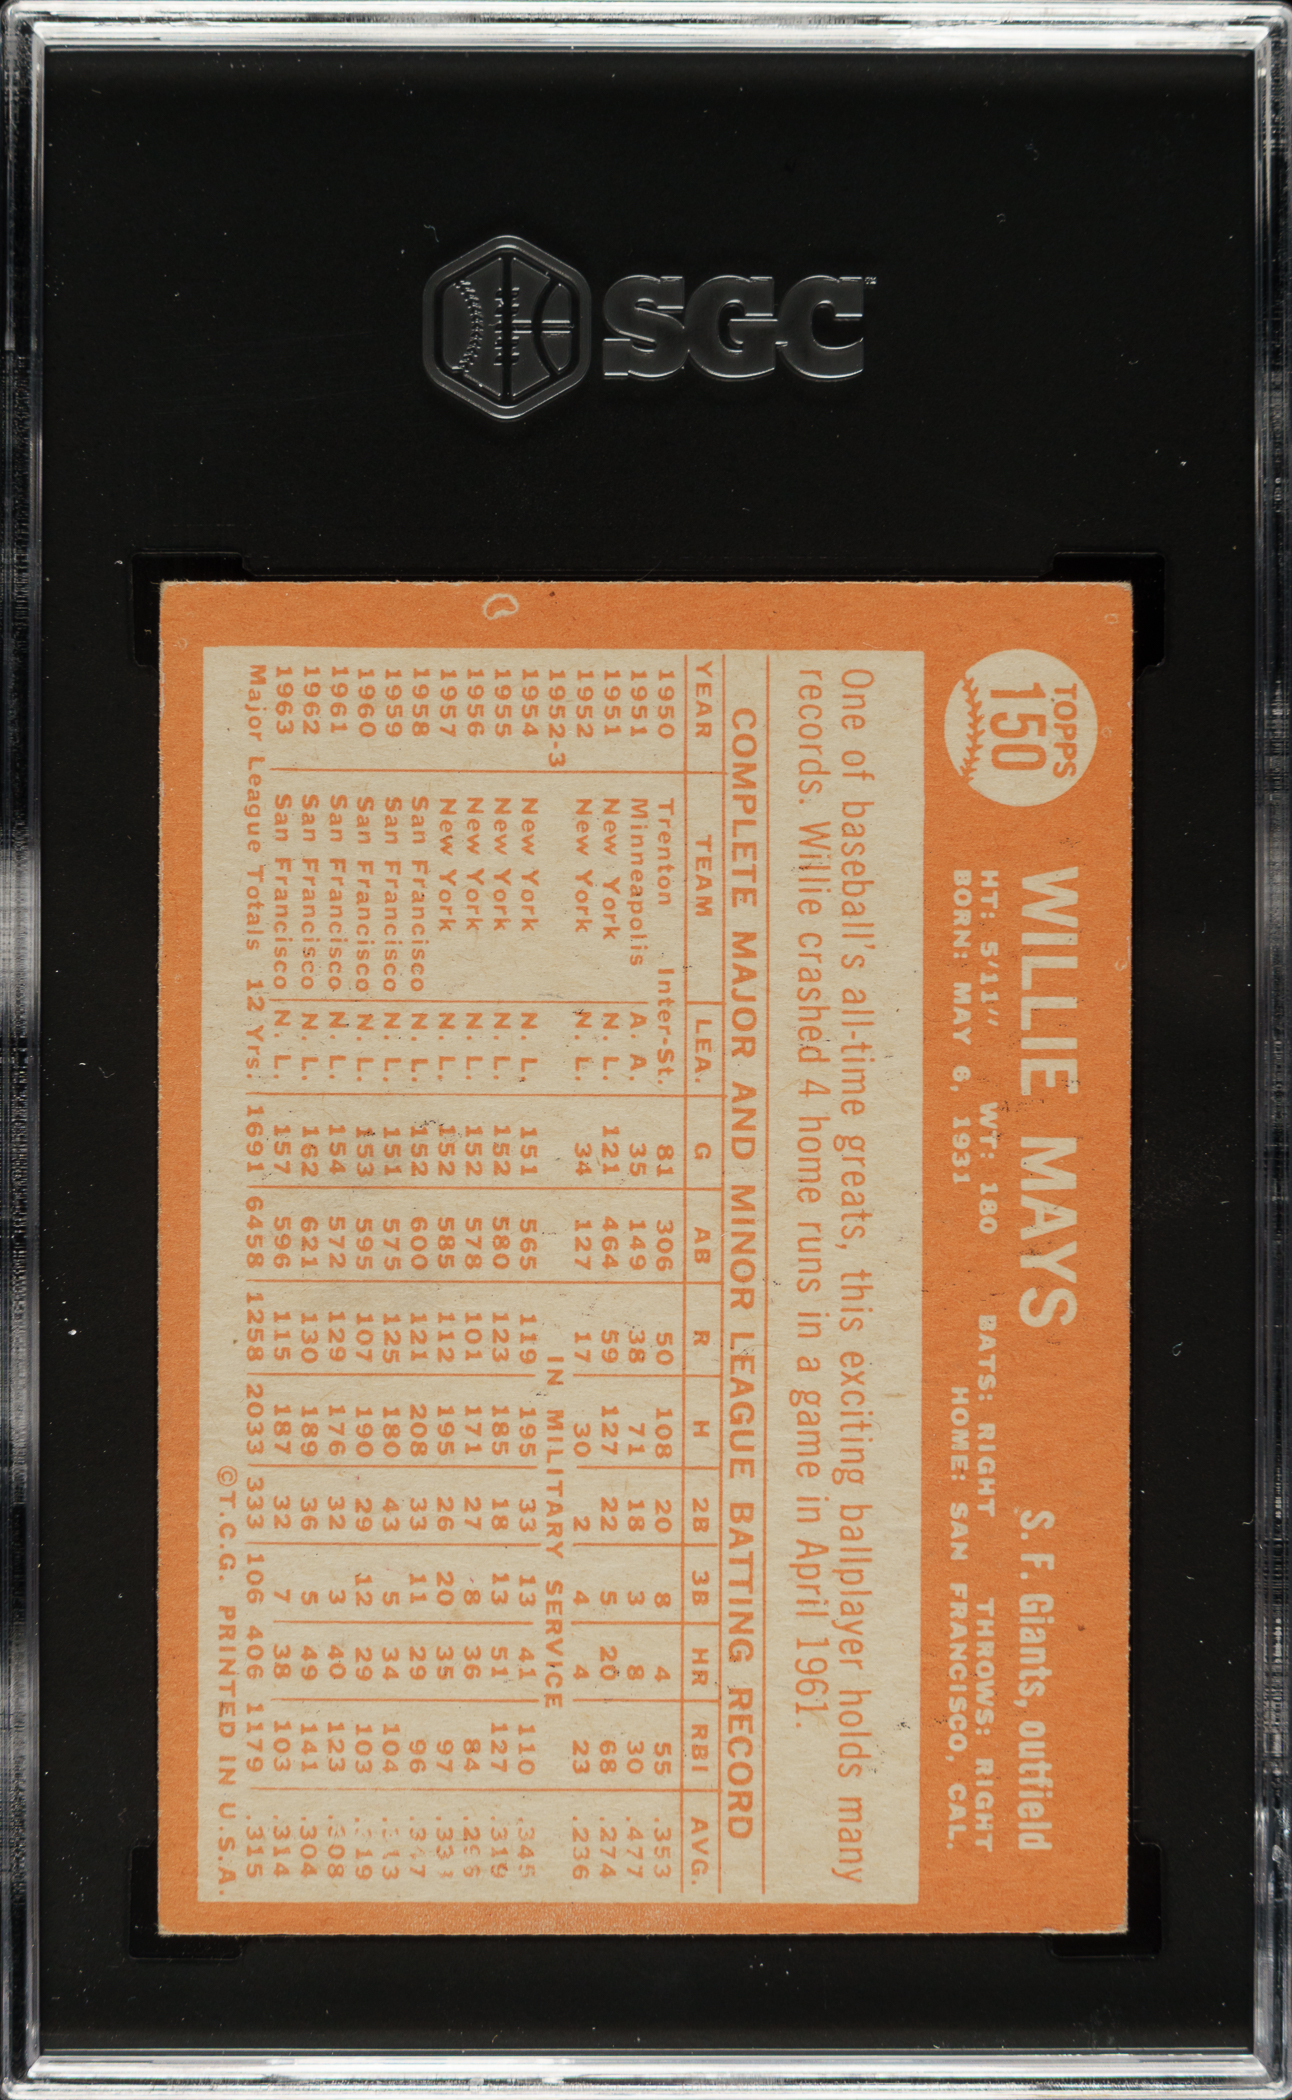 SGC
TOPPS
150
WILLIE MAYS
S. F. Giants, outfield
HT: 5'11" WT: 180 BATS: RIGHT THROWS: RIGHT
BORN: MAY 6, 1931 HOME: SAN FRANCISCO, CAL.
One of baseball's all-time greats, this exciting ballplayer holds many
records. Willie crashed 4 home runs in a game in April 1961.
COMPLETE MAJOR AND MINOR LEAGUE BATTING RECORD
YEAR TEAM LEA. G AB R H 2B 3B HR RBI AVG.
1950 Trenton Inter-St. 81 306 50 108 20 8 4 55 .353
1951 Minneapolis A. A. 35 149 38 71 18 3 8 30 .477
1951 New York N. L. 121 464 59 127 22 5 20 68 .274
1952 New York N. L. 34 127 17 30 2 4 4 23 .236
1952-3 IN MILITARY SERVICE
1954 New York N. L. 151 565 119 195 33 13 41 110 .345
1955 New York N. L. 152 580 123 185 18 13 51 127 .319
1956 New York N. L. 152 578 101 171 27 8 36 84 .296
1957 New York N. L. 152 585 112 195 26 20 35 97 .333
1958 San Francisco N. L. 152 600 121 208 33 11 29 96 .347
1959 San Francisco N. L. 151 575 125 180 43 5 34 104 .313
1960 San Francisco N. L. 153 595 107 190 29 12 29 103 .319
1961 San Francisco N. L. 154 572 129 176 32 3 40 123 .308
1962 San Francisco N. L. 162 621 130 189 36 5 49 141 .304
1963 San Francisco N. L. 157 596 115 187 32 7 38 103 .314
Major League Totals 12 Yrs. 1691 6458 1258 2033 333 106 406 1179 .315
©T.C.G. PRINTED IN U.S.A.